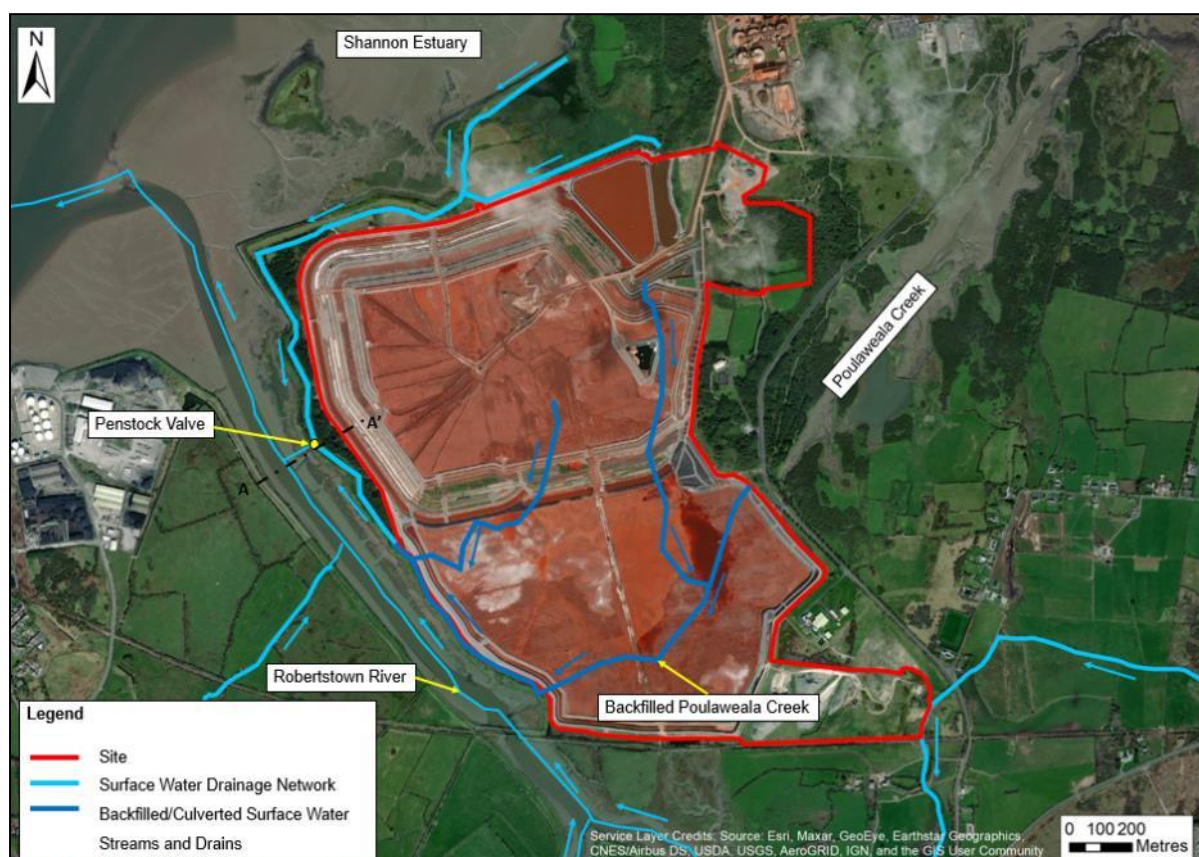 N
Shannon Estuary
Poulaweala Creek
Penstock Valve
A'
A
Robertstown River
Backfilled Poulaweala Creek
Legend
Site
Surface Water Drainage Network
Backfilled/Culverted Surface Water
Streams and Drains
Service Layer Credits: Source: Esri, Maxar, GeoEye, Earthstar Geographics,
CNES/Airbus DS, USDA, USGS, AeroGRID, IGN, and the GIS User Community
0 100 200
Metres